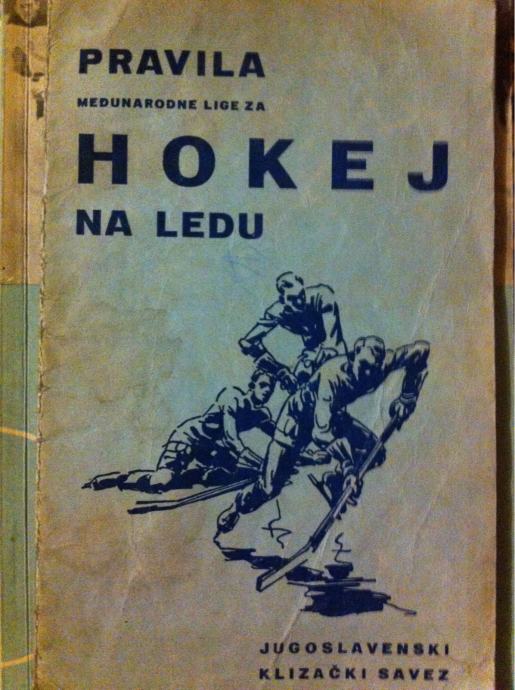 PRAVILA
MEĐUNARODNE LIGE ZA
HOKEJ
NA LEDU
JUGOSLAVENSKI
KLIZAČKI SAVEZ